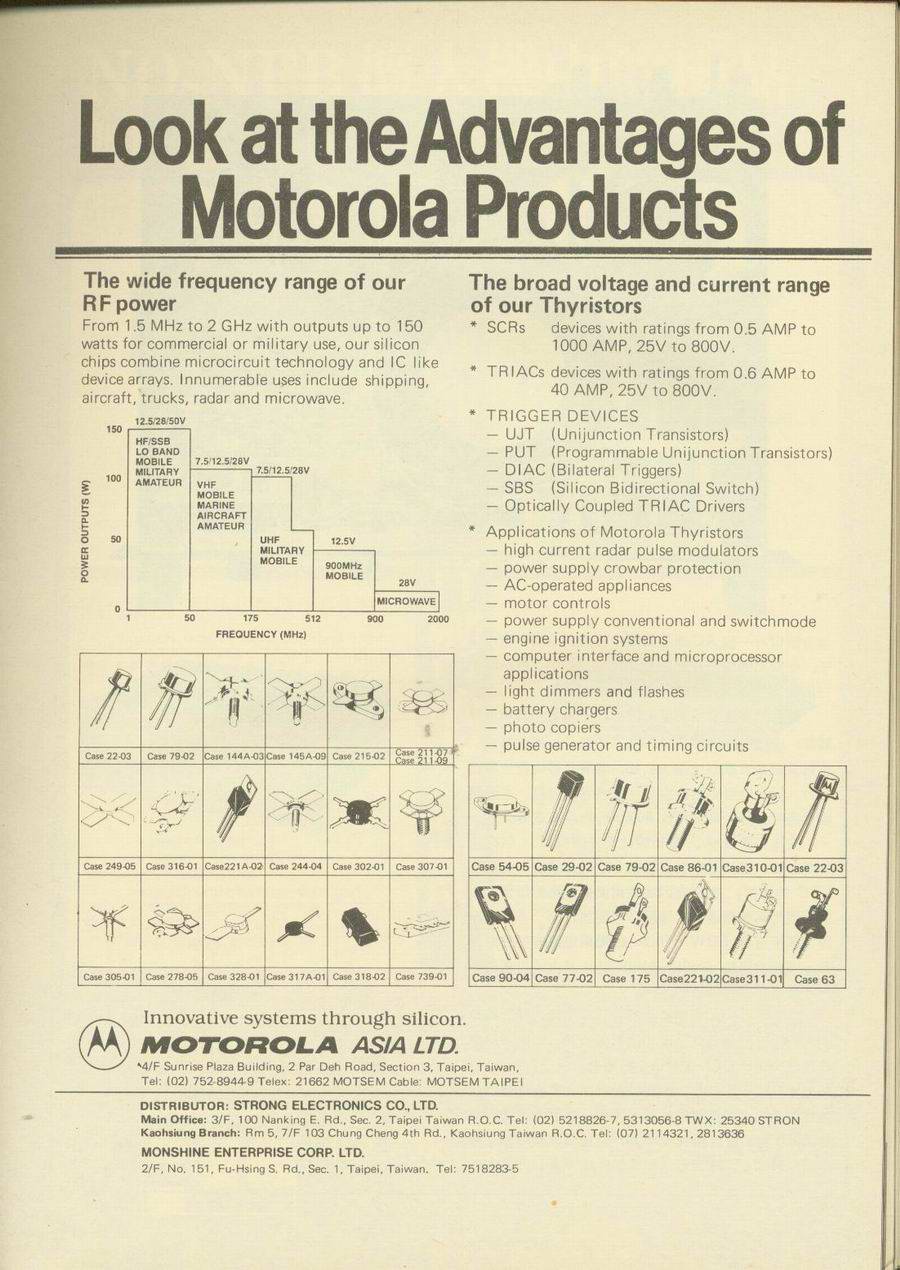 Look at the Advantages of
Motorola Products
The wide frequency range of our
RF power
From 1.5 MHz to 2 GHz with outputs up to 150
watts for commercial or military use, our silicon
chips combine microcircuit technology and IC like
device arrays. Innumerable uses include shipping,
aircraft, trucks, radar and microwave.
12.5/28/50V
150
HF/SSB
LO BAND
MOBILE
MILITARY
AMATEUR
7.5/12.5/28V
100
VHF
MOBILE
MARINE
AIRCRAFT
AMATEUR
7.5/12.5/28V
UHF
MILITARY
MOBILE
50
12.5V
900MHz
MOBILE
28V
MICROWAVE
0
POWER OUTPUTS (W)
1 50 175 512 900 2000
FREQUENCY (MHz)
Case 22-03 Case 79-02 Case 144A-03 Case 145A-09 Case 215-02 Case 211-07
Case 211-09
Case 249-05 Case 316-01 Case221A-02 Case 244-04 Case 302-01 Case 307-01
Case 305-01 Case 278-05 Case 328-01 Case 317A-01 Case 318-02 Case 739-01
The broad voltage and current range
of our Thyristors
* SCRs devices with ratings from 0.5 AMP to
1000 AMP, 25V to 800V.
* TRIACs devices with ratings from 0.6 AMP to
40 AMP, 25V to 800V.
* TRIGGER DEVICES
— UJT (Unijunction Transistors)
— PUT (Programmable Unijunction Transistors)
— DIAC (Bilateral Triggers)
— SBS (Silicon Bidirectional Switch)
— Optically Coupled TRIAC Drivers
* Applications of Motorola Thyristors
— high current radar pulse modulators
— power supply crowbar protection
— AC-operated appliances
— motor controls
— power supply conventional and switchmode
— engine ignition systems
— computer interface and microprocessor
applications
— light dimmers and flashes
— battery chargers
— photo copiers
— pulse generator and timing circuits
Case 54-05 Case 29-02 Case 79-02 Case 86-01 Case310-01 Case 22-03
Case 90-04 Case 77-02 Case 175 Case221-02 Case311-01 Case 63
Innovative systems through silicon.
MOTOROLA ASIA LTD.
4/F Sunrise Plaza Building, 2 Par Deh Road, Section 3, Taipei, Taiwan,
Tel: (02) 752-8944-9 Telex: 21662 MOTSEM Cable: MOTSEM TAIPEI
DISTRIBUTOR: STRONG ELECTRONICS CO., LTD.
Main Office: 3/F, 100 Nanking E. Rd., Sec. 2, Taipei Taiwan R.O.C. Tel: (02) 5218826-7, 5313056-8 TWX: 25340 STRON
Kaohsiung Branch: Rm 5, 7/F 103 Chung Cheng 4th Rd., Kaohsiung Taiwan R.O.C. Tel: (07) 2114321, 2813636
MONSHINE ENTERPRISE CORP. LTD.
2/F, No. 151, Fu-Hsing S. Rd., Sec. 1, Taipei, Taiwan. Tel: 7518283-5